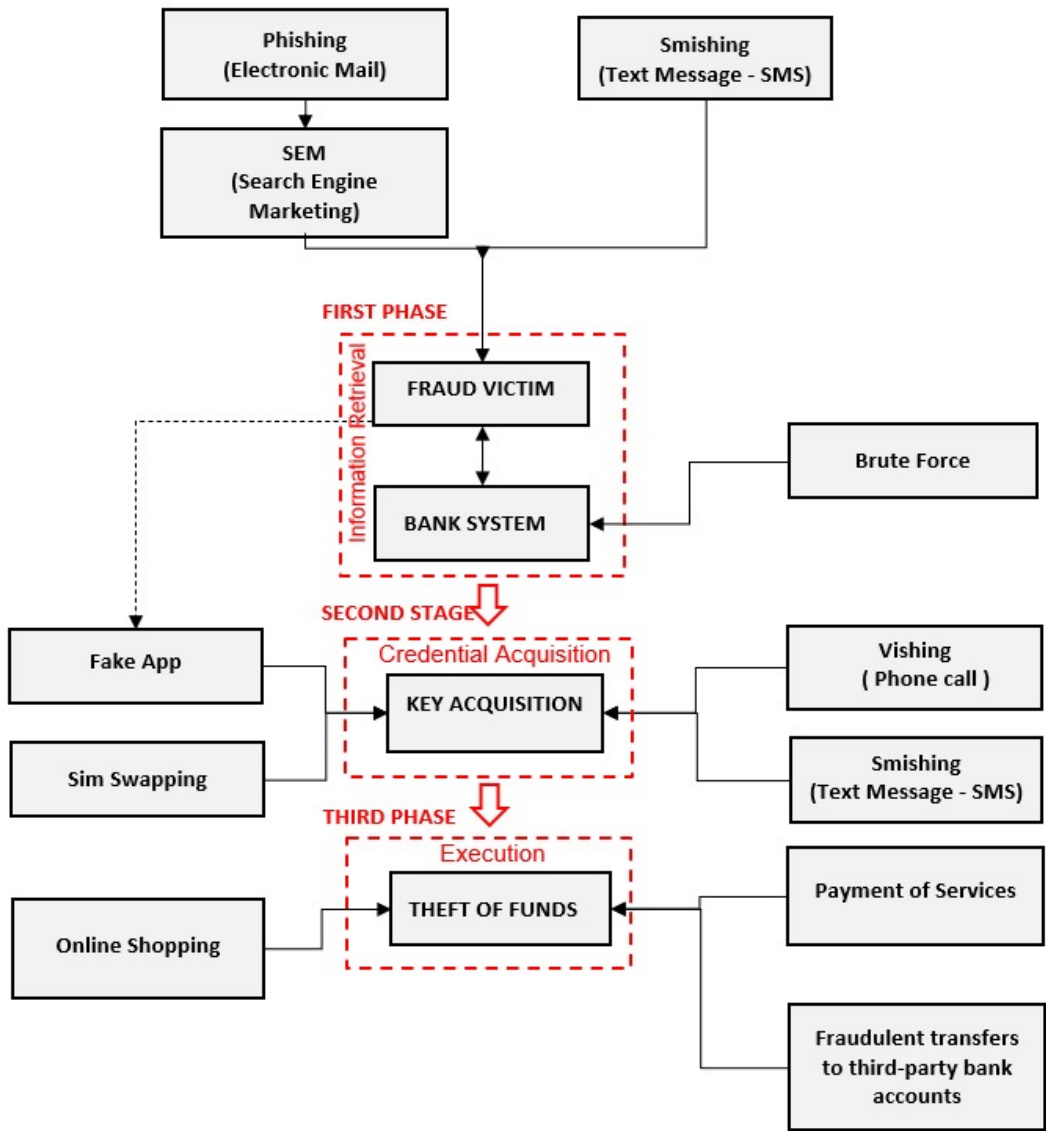 Phishing
(Electronic Mail)
Smishing
(Text Message - SMS)
SEM
(Search Engine
Marketing)
FIRST PHASE
Information Retrieval
FRAUD VICTIM
BANK SYSTEM
Brute Force
SECOND STAGE
Credential Acquisition
KEY ACQUISITION
Fake App
Sim Swapping
Vishing
( Phone call )
Smishing
(Text Message - SMS)
THIRD PHASE
Execution
THEFT OF FUNDS
Online Shopping
Payment of Services
Fraudulent transfers
to third-party bank
accounts